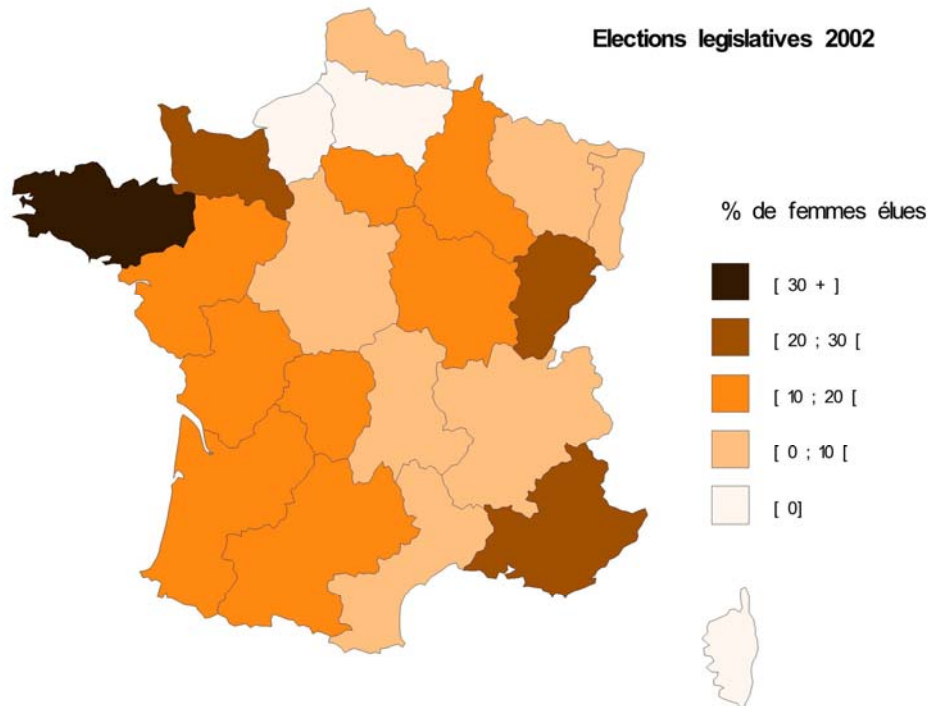 Elections legislatives 2002
% de femmes élues
[ 30 + ]
[ 20 ; 30 [
[ 10 ; 20 [
[ 0 ; 10 [
[ 0]